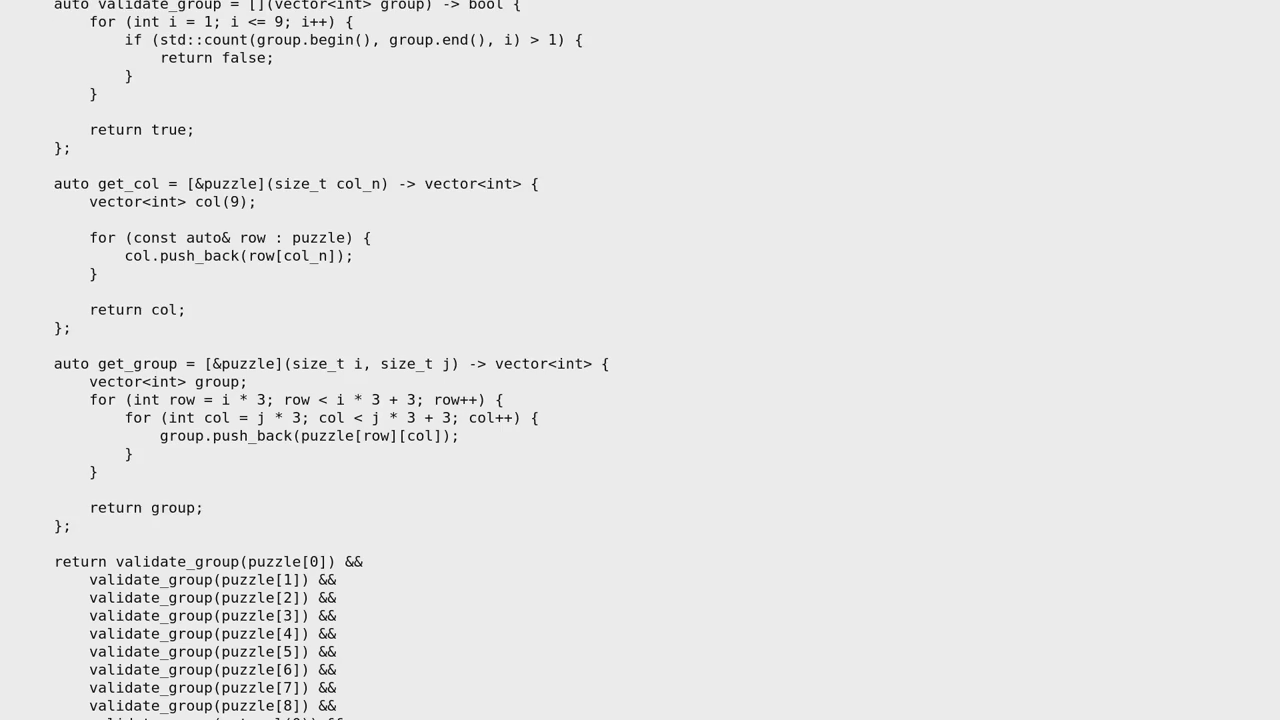 auto validate_group = [](vector<int> group) -> bool {
for (int i = 1; i <= 9; i++) {
if (std::count(group.begin(), group.end(), i) > 1) {
return false;
}
}
return true;
};
auto get_col = [&puzzle](size_t col_n) -> vector<int> {
vector<int> col(9);
for (const auto& row : puzzle) {
col.push_back(row[col_n]);
}
return col;
};
auto get_group = [&puzzle](size_t i, size_t j) -> vector<int> {
vector<int> group;
for (int row = i * 3; row < i * 3 + 3; row++) {
for (int col = j * 3; col < j * 3 + 3; col++) {
group.push_back(puzzle[row][col]);
}
}
return group;
};
return validate_group(puzzle[0]) &&
validate_group(puzzle[1]) &&
validate_group(puzzle[2]) &&
validate_group(puzzle[3]) &&
validate_group(puzzle[4]) &&
validate_group(puzzle[5]) &&
validate_group(puzzle[6]) &&
validate_group(puzzle[7]) &&
validate_group(puzzle[8]) &&